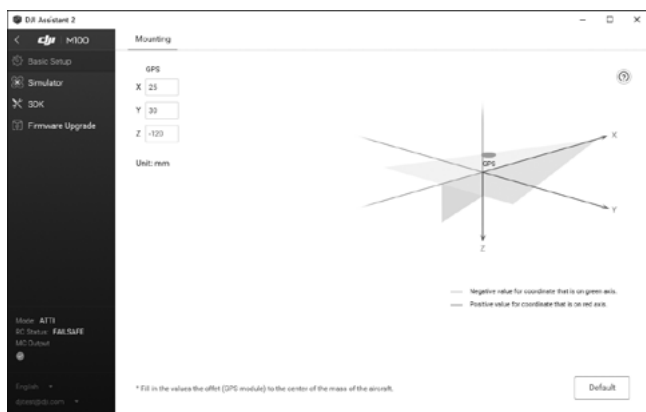 DJI Assistant 2
dji M100
Basic Setup
Simulator
SDK
Firmware Upgrade
Mode: ATTI
RC Status: FAILSAFE
MC Output
English
Mounting
GPS
X 25
Y 30
Z -120
Unit: mm
GPS
X
Y
Z
Negative value for coordinate that is on green axis.
Positive value for coordinate that is on red axis.
* Fill in the values the offet (GPS module) to the center of the mass of the aircraft.
Default